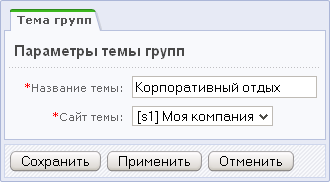 Тема групп
Параметры темы групп
*Название темы: Корпоративный отдых
*Сайт темы: [s1] Моя компания
Сохранить Применить Отменить